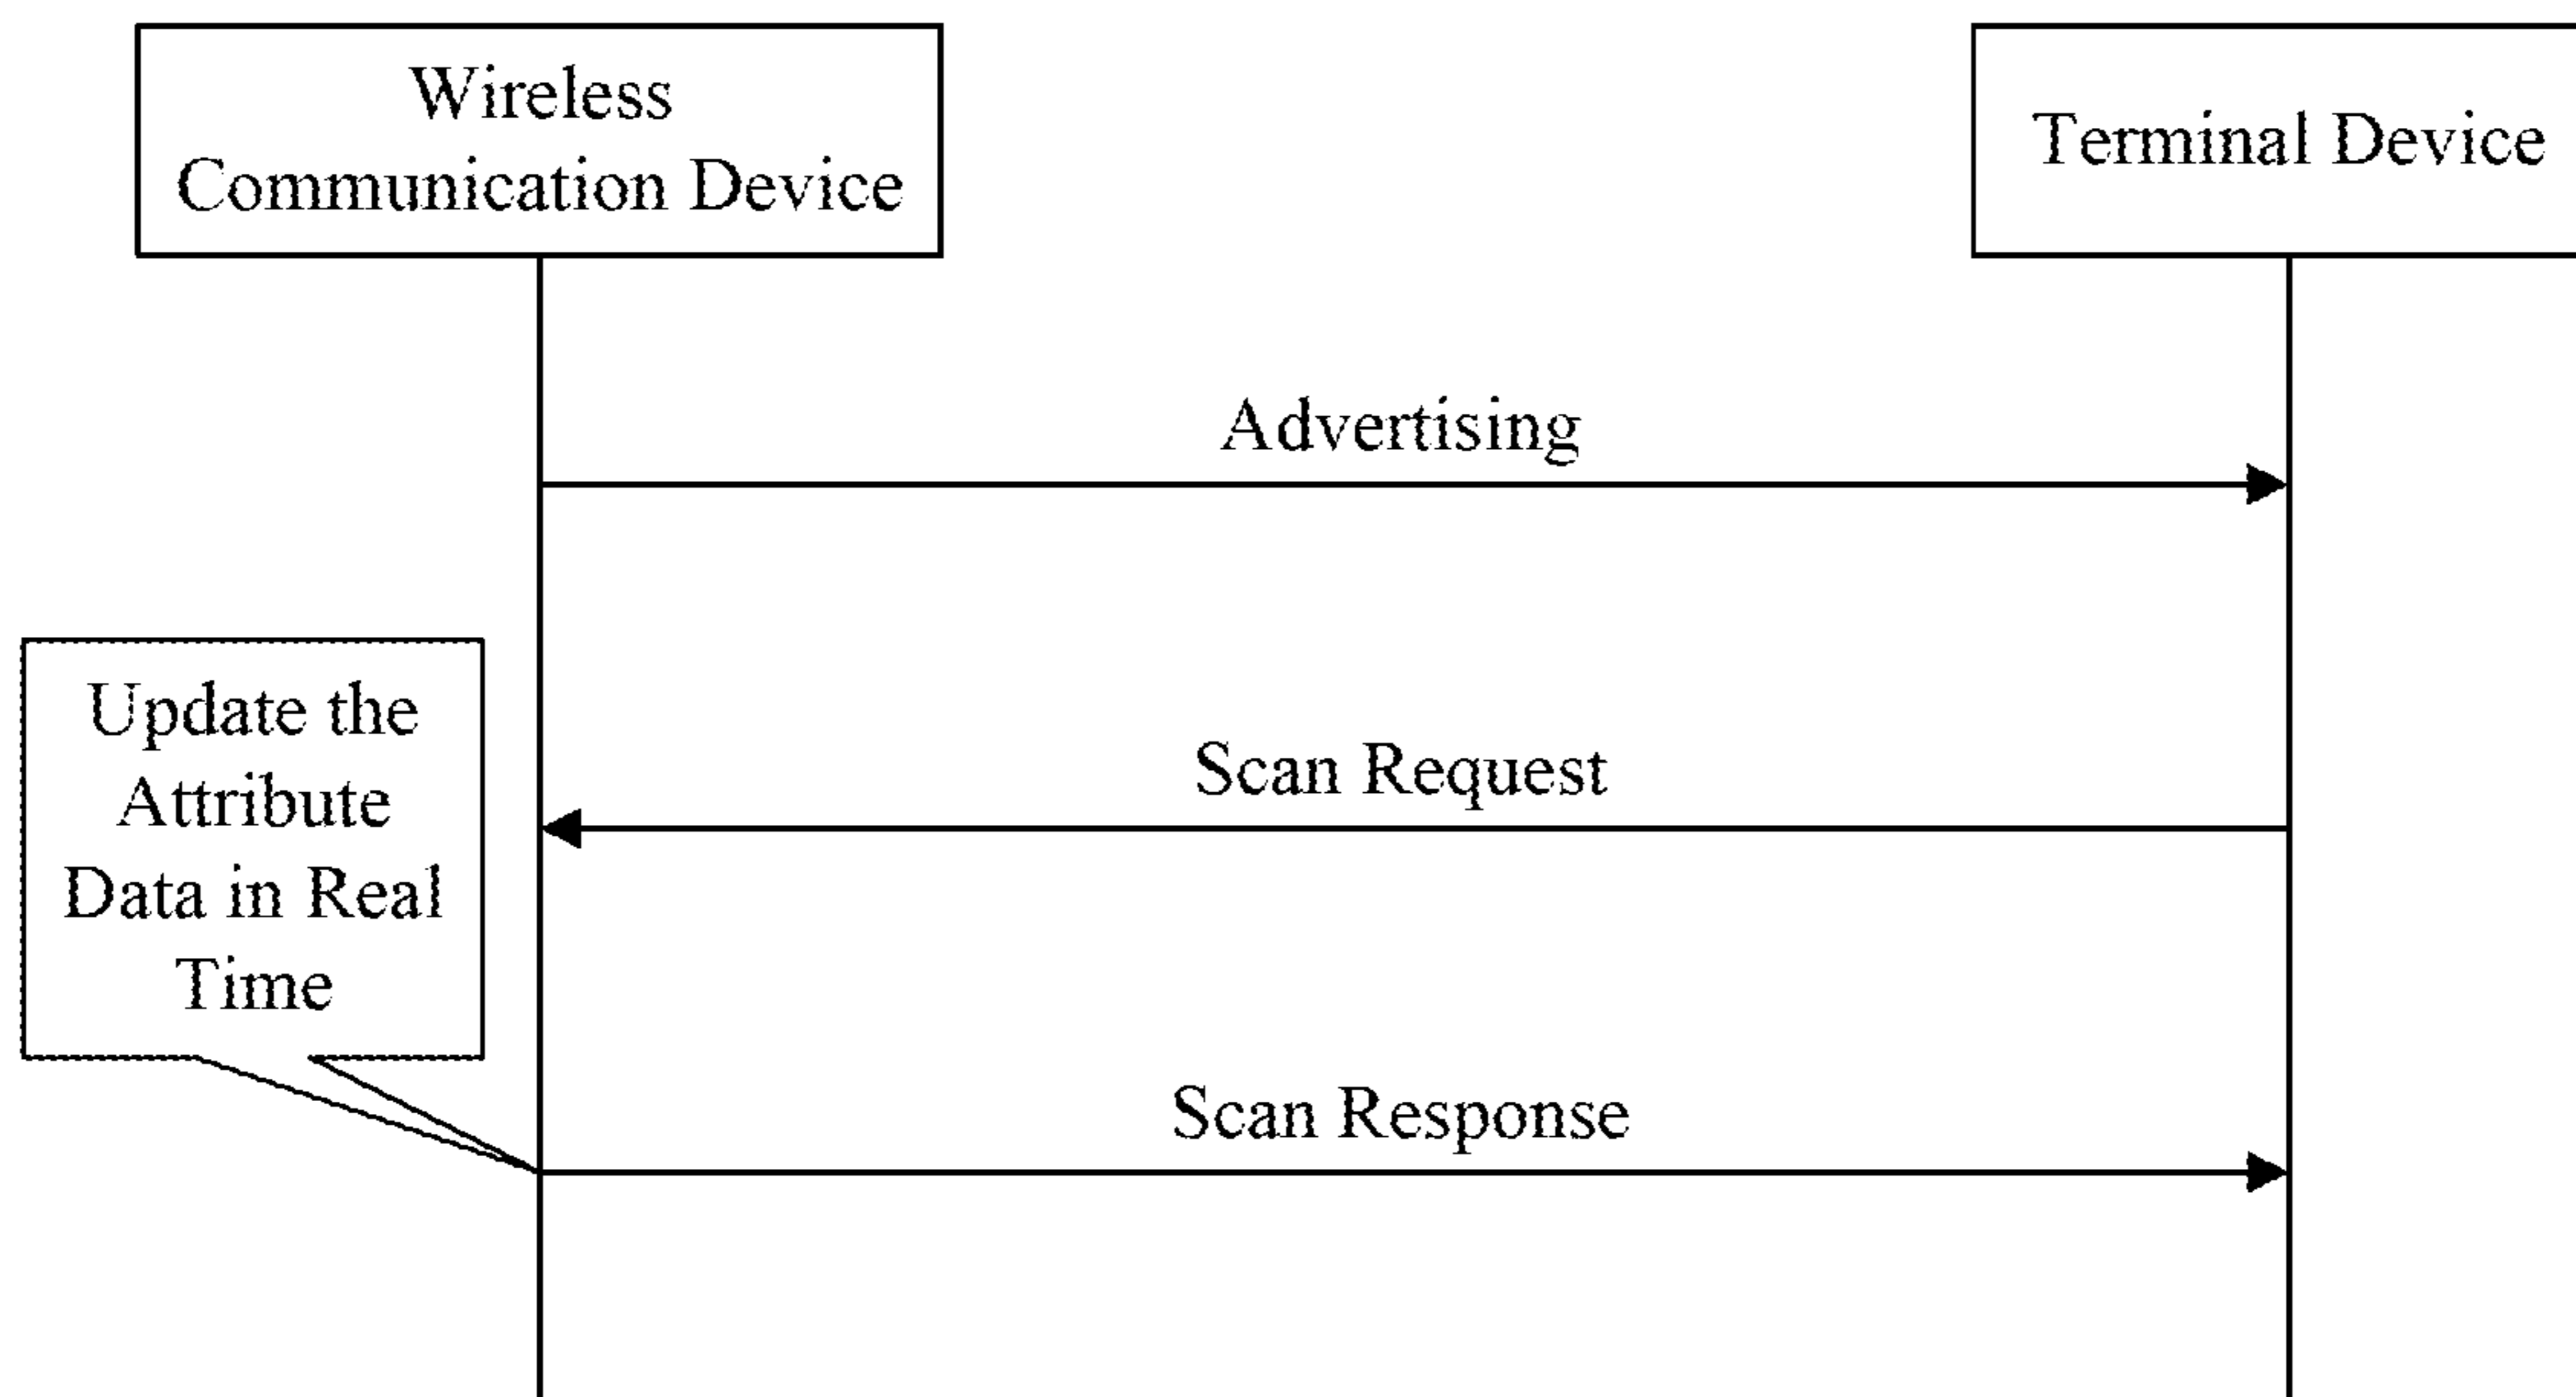 Wireless
Communication Device
Terminal Device
Advertising
Update the
Attribute
Data in Real
Time
Scan Request
Scan Response